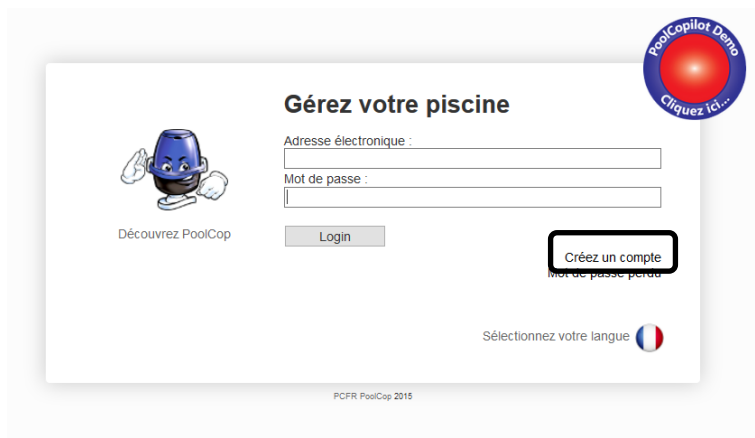 PoolCopilot Demo
Cliquez ici...
Gérez votre piscine
Adresse électronique :
Mot de passe :
Découvrez PoolCop
Login
Créez un compte
Mot de passe perdu
Sélectionnez votre langue
PCFR PoolCop 2015